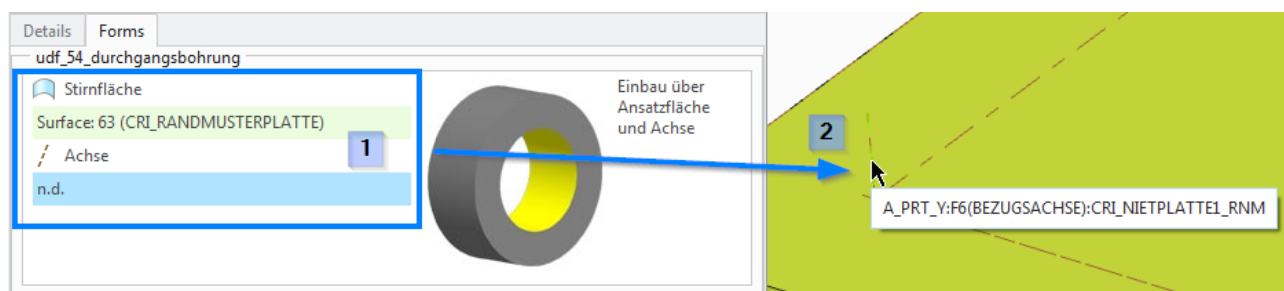 Details Forms
udf_54_durchgangsbohrung
Stirnfläche
Surface: 63 (CRI_RANDMUSTERPLATTE)
Achse
n.d.
1
Einbau über
Ansatzfläche
und Achse
2
A_PRT_Y:F6(BEZUGSACHSE):CRI_NIETPLATTE1_RNM